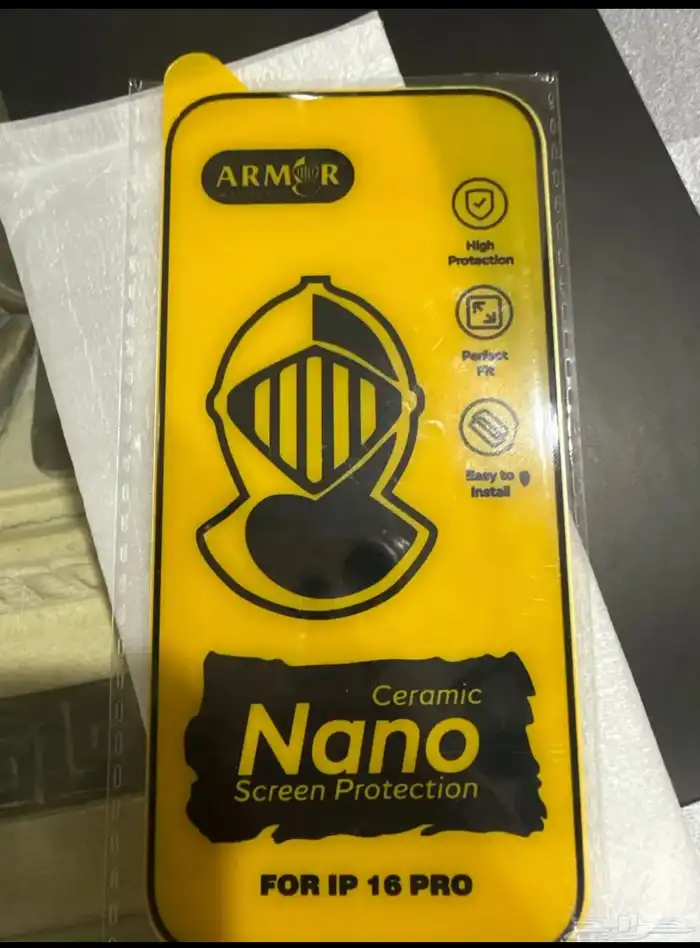 ARMOR
High
Protection
Perfect
Fit
Easy to
Install
Ceramic
Nano
Screen Protection
FOR IP 16 PRO